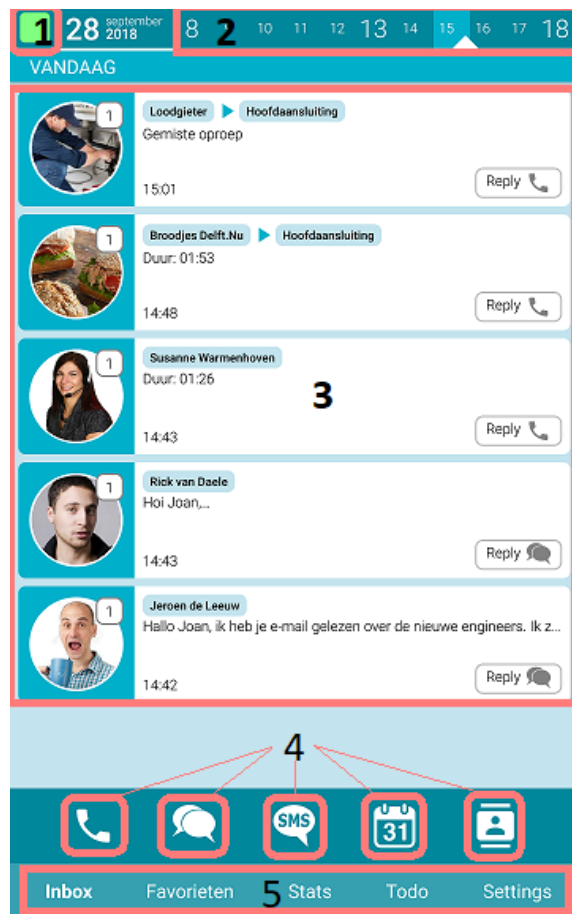 1 28 september 2018 8 2 10 11 12 13 14 15 16 17 18
VANDAAG
1 Loodgieter Hoofdaansluiting
Gemiste oproep
15:01 Reply
1 Broodjes Delft.Nu Hoofdaansluiting
Duur: 01:53
14:48 Reply
1 Susanne Warmenhoven
Duur: 01:26
3
14:43 Reply
1 Rick van Daele
Hoi Joan,...
14:43 Reply
1 Jeroen de Leeuw
Hallo Joan, ik heb je e-mail gelezen over de nieuwe engineers. Ik z...
14:42 Reply
4
SMS 31
Inbox Favorieten 5 Stats Todo Settings